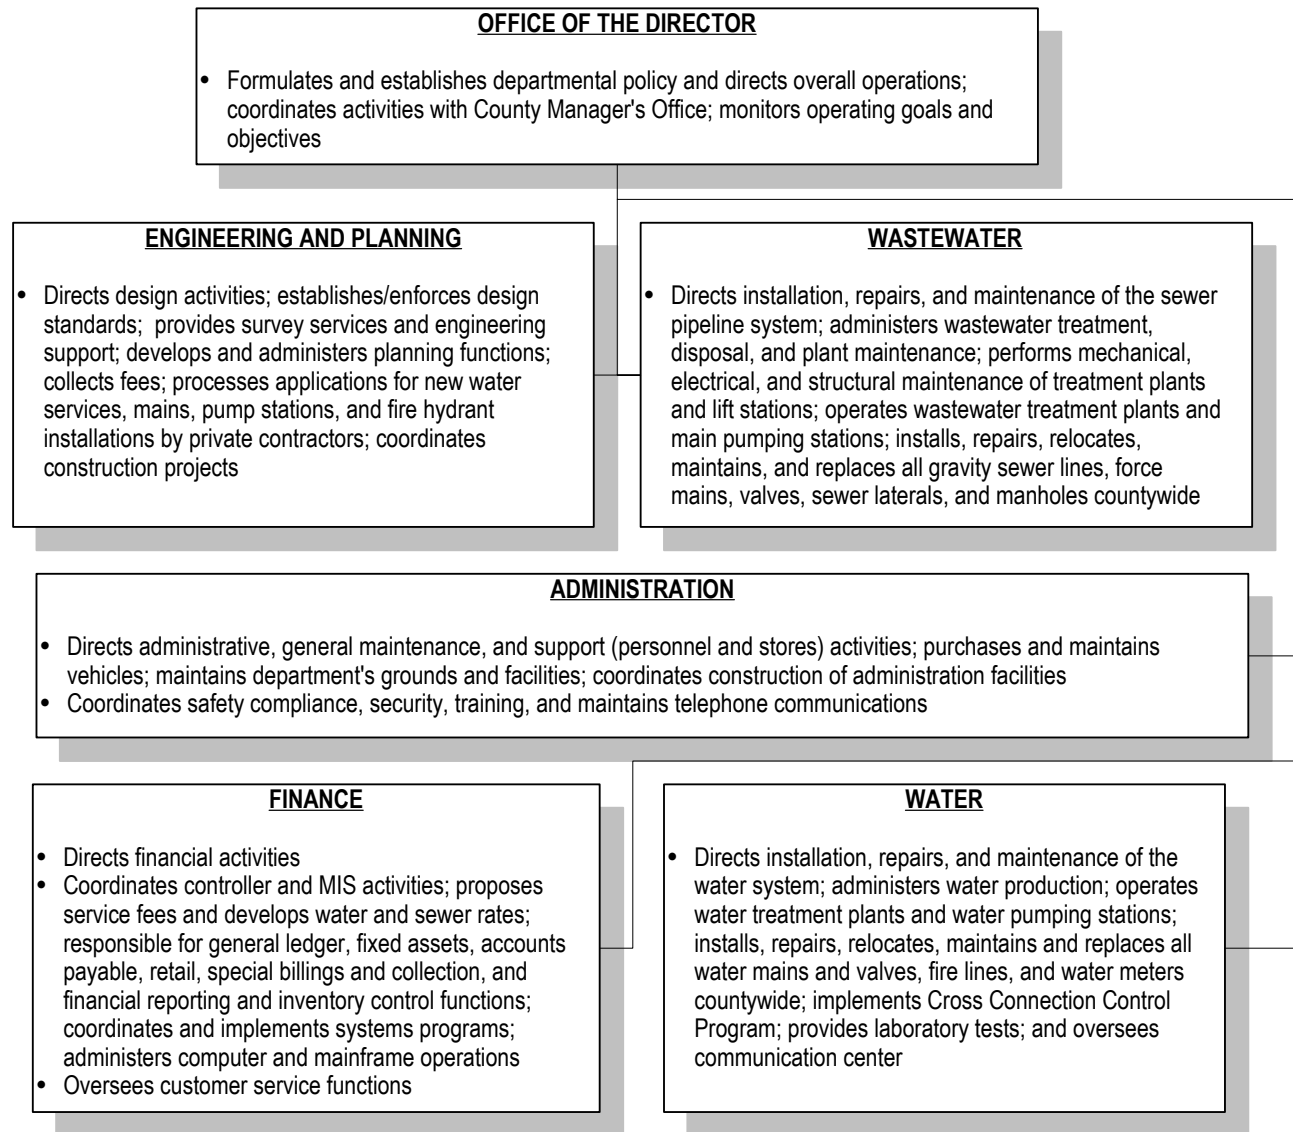 OFFICE OF THE DIRECTOR
• Formulates and establishes departmental policy and directs overall operations;
coordinates activities with County Manager's Office; monitors operating goals and
objectives
ENGINEERING AND PLANNING
• Directs design activities; establishes/enforces design
standards;  provides survey services and engineering
support; develops and administers planning functions;
collects fees; processes applications for new water
services, mains, pump stations, and fire hydrant
installations by private contractors; coordinates
construction projects
WASTEWATER
• Directs installation, repairs, and maintenance of the sewer
pipeline system; administers wastewater treatment,
disposal, and plant maintenance; performs mechanical,
electrical, and structural maintenance of treatment plants
and lift stations; operates wastewater treatment plants and
main pumping stations; installs, repairs, relocates,
maintains, and replaces all gravity sewer lines, force
mains, valves, sewer laterals, and manholes countywide
ADMINISTRATION
• Directs administrative, general maintenance, and support (personnel and stores) activities; purchases and maintains
vehicles; maintains department's grounds and facilities; coordinates construction of administration facilities
• Coordinates safety compliance, security, training, and maintains telephone communications
FINANCE
• Directs financial activities
• Coordinates controller and MIS activities; proposes
service fees and develops water and sewer rates;
responsible for general ledger, fixed assets, accounts
payable, retail, special billings and collection, and
financial reporting and inventory control functions;
coordinates and implements systems programs;
administers computer and mainframe operations
• Oversees customer service functions
WATER
• Directs installation, repairs, and maintenance of the
water system; administers water production; operates
water treatment plants and water pumping stations;
installs, repairs, relocates, maintains and replaces all
water mains and valves, fire lines, and water meters
countywide; implements Cross Connection Control
Program; provides laboratory tests; and oversees
communication center